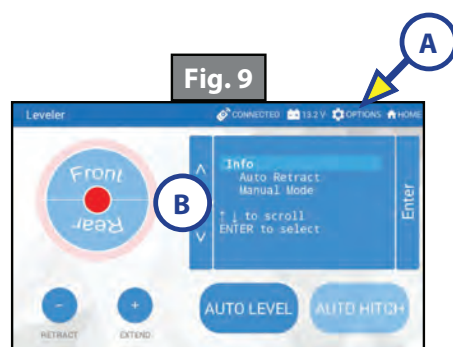 A
Fig. 9
Leveler CONNECTED 13.2 V OPTIONS HOME
Front
Rear
B
Info
Auto Retract
Manual Mode
↑ ↓ to scroll
ENTER to select
Enter
- +
RETRACT EXTEND
AUTO LEVEL AUTO HITCH